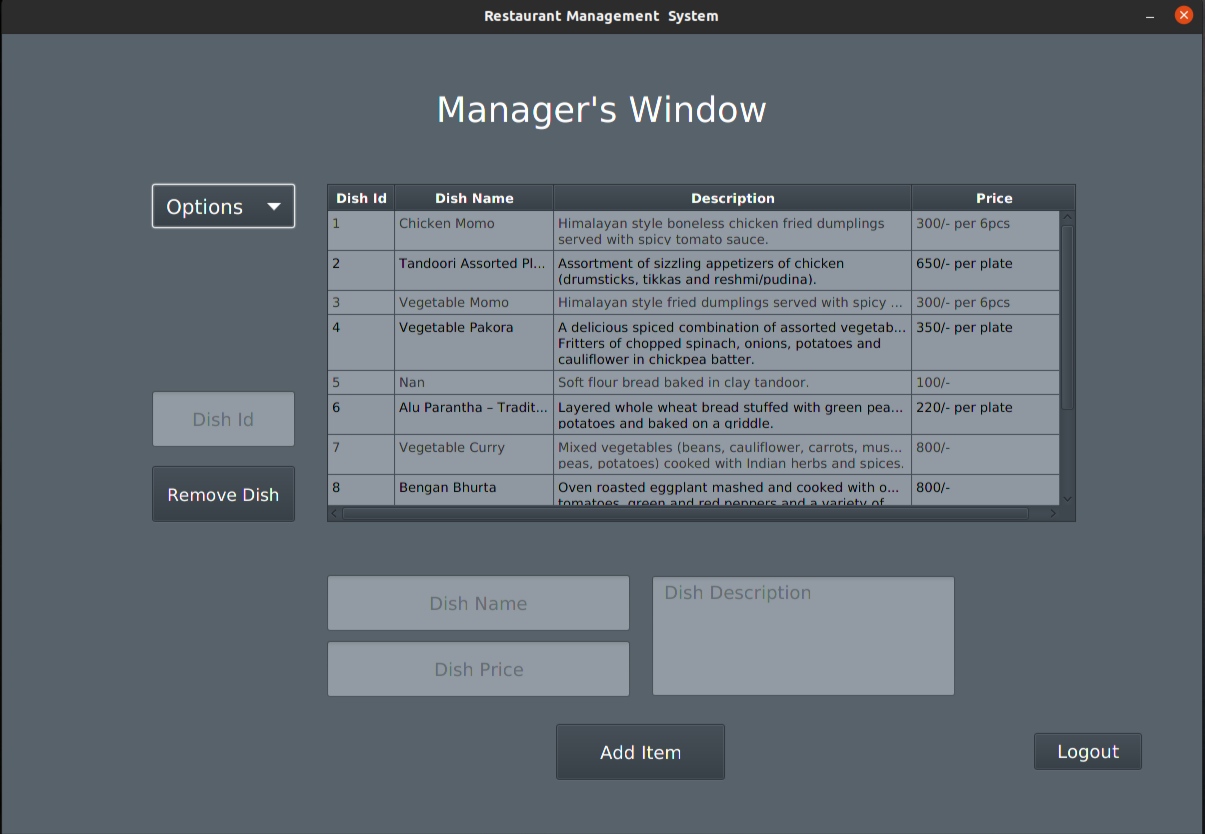 Restaurant Management System
Manager's Window
Options
Dish Id Dish Name Description Price
1 Chicken Momo Himalayan style boneless chicken fried dumplings 300/- per 6pcs
served with spicy tomato sauce.
2 Tandoori Assorted Pl... Assortment of sizzling appetizers of chicken 650/- per plate
(drumsticks, tikkas and reshmi/pudina).
3 Vegetable Momo Himalayan style fried dumplings served with spicy ... 300/- per 6pcs
4 Vegetable Pakora A delicious spiced combination of assorted vegetab... 350/- per plate
Fritters of chopped spinach, onions, potatoes and
cauliflower in chickpea batter.
5 Nan Soft flour bread baked in clay tandoor. 100/-
6 Alu Parantha – Tradit... Layered whole wheat bread stuffed with green pea... 220/- per plate
potatoes and baked on a griddle.
7 Vegetable Curry Mixed vegetables (beans, cauliflower, carrots, mus... 800/-
peas, potatoes) cooked with Indian herbs and spices.
8 Bengan Bhurta Oven roasted eggplant mashed and cooked with o... 800/-
tomatoes, green and red peppers and a variety of
Dish Id
Remove Dish
Dish Name
Dish Description
Dish Price
Add Item
Logout